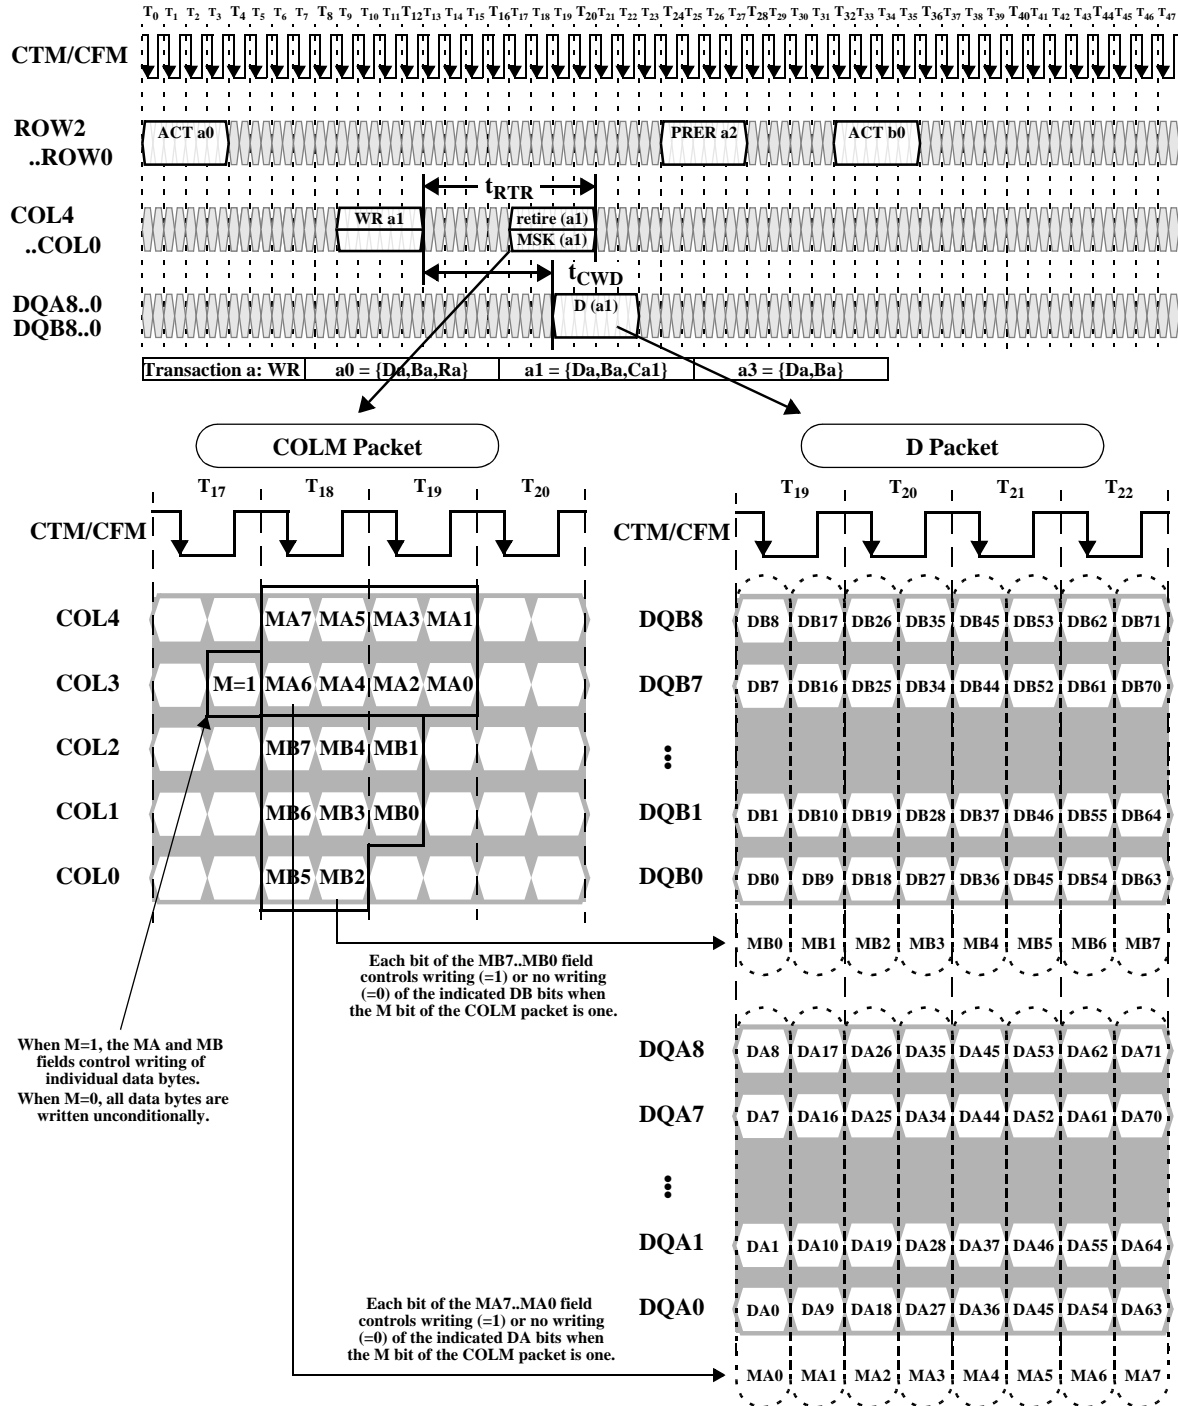 T0 T1 T2 T3 T4 T5 T6 T7 T8 T9 T10 T11 T12 T13 T14 T15 T16 T17 T18 T19 T20 T21 T22 T23 T24 T25 T26 T27 T28 T29 T30 T31 T32 T33 T34 T35 T36 T37 T38 T39 T40 T41 T42 T43 T44 T45 T46 T47
CTM/CFM
ROW2
..ROW0
ACT a0 PRER a2 ACT b0
tRTR
COL4
..COL0
WR a1 retire (a1)
MSK (a1)
tCWD
DQA8..0
DQB8..0
D (a1)
Transaction a: WR a0 = {Da,Ba,Ra} a1 = {Da,Ba,Ca1} a3 = {Da,Ba}
COLM Packet
T17 T18 T19 T20
CTM/CFM
COL4 MA7 MA5 MA3 MA1
COL3 M=1 MA6 MA4 MA2 MA0
COL2 MB7 MB4 MB1
COL1 MB6 MB3 MB0
COL0 MB5 MB2
Each bit of the MB7..MB0 field
controls writing (=1) or no writing
(=0) of the indicated DB bits when
the M bit of the COLM packet is one.
When M=1, the MA and MB
fields control writing of
individual data bytes.
When M=0, all data bytes are
written unconditionally.
Each bit of the MA7..MA0 field
controls writing (=1) or no writing
(=0) of the indicated DA bits when
the M bit of the COLM packet is one.
D Packet
T19 T20 T21 T22
CTM/CFM
DQB8 DB8 DB17 DB26 DB35 DB45 DB53 DB62 DB71
DQB7 DB7 DB16 DB25 DB34 DB44 DB52 DB61 DB70
DQB1 DB1 DB10 DB19 DB28 DB37 DB46 DB55 DB64
DQB0 DB0 DB9 DB18 DB27 DB36 DB45 DB54 DB63
MB0 MB1 MB2 MB3 MB4 MB5 MB6 MB7
DQA8 DA8 DA17 DA26 DA35 DA45 DA53 DA62 DA71
DQA7 DA7 DA16 DA25 DA34 DA44 DA52 DA61 DA70
DQA1 DA1 DA10 DA19 DA28 DA37 DA46 DA55 DA64
DQA0 DA0 DA9 DA18 DA27 DA36 DA45 DA54 DA63
MA0 MA1 MA2 MA3 MA4 MA5 MA6 MA7